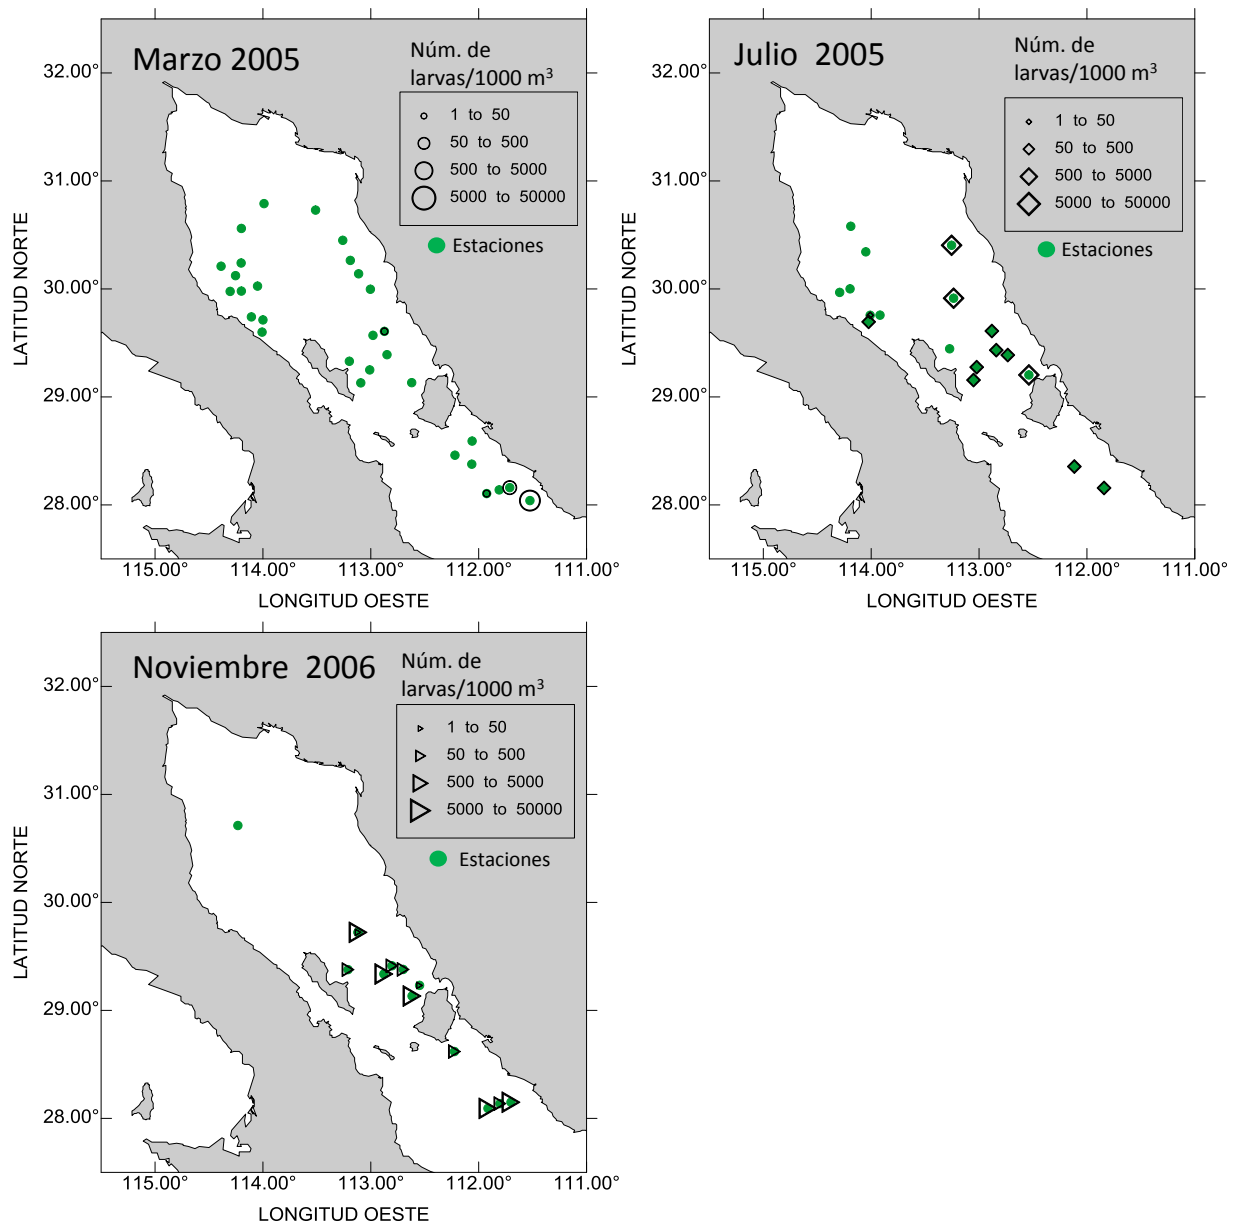 Marzo 2005
Núm. de
larvas/1000 m³
1 to 50
50 to 500
500 to 5000
5000 to 50000
Estaciones
32.00°
31.00°
30.00°
29.00°
28.00°
LATITUD NORTE
115.00°
114.00°
113.00°
112.00°
111.00°
LONGITUD OESTE
Julio 2005
Núm. de
larvas/1000 m³
1 to 50
50 to 500
500 to 5000
5000 to 50000
Estaciones
32.00°
31.00°
30.00°
29.00°
28.00°
LATITUD NORTE
115.00°
114.00°
113.00°
112.00°
111.00°
LONGITUD OESTE
Noviembre 2006
Núm. de
larvas/1000 m³
1 to 50
50 to 500
500 to 5000
5000 to 50000
Estaciones
32.00°
31.00°
30.00°
29.00°
28.00°
LATITUD NORTE
115.00°
114.00°
113.00°
112.00°
111.00°
LONGITUD OESTE